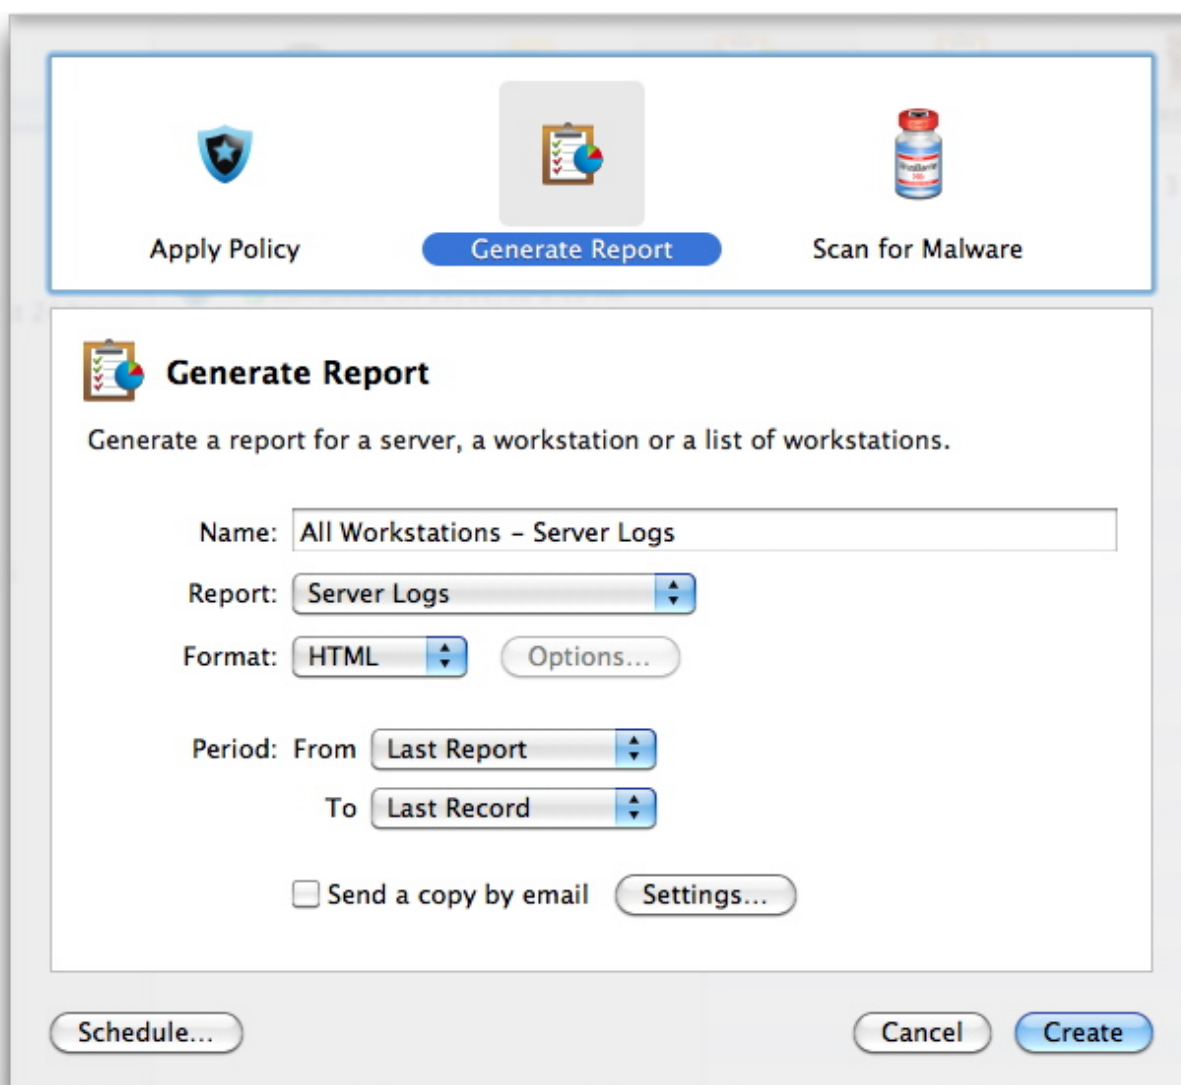 Apply Policy
Generate Report
Scan for Malware
Generate Report
Generate a report for a server, a workstation or a list of workstations.
Name: All Workstations – Server Logs
Report: Server Logs
Format: HTML Options...
Period: From Last Report
To Last Record
Send a copy by email Settings...
Schedule... Cancel Create